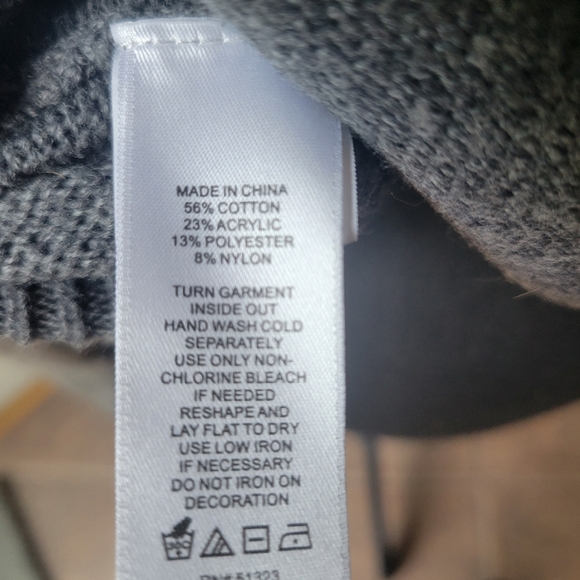 MADE IN CHINA
56% COTTON
23% ACRYLIC
13% POLYESTER
8% NYLON
TURN GARMENT
INSIDE OUT
HAND WASH COLD
SEPARATELY
USE ONLY NON-
CHLORINE BLEACH
IF NEEDED
RESHAPE AND
LAY FLAT TO DRY
USE LOW IRON
IF NECESSARY
DO NOT IRON ON
DECORATION
RN# 51323